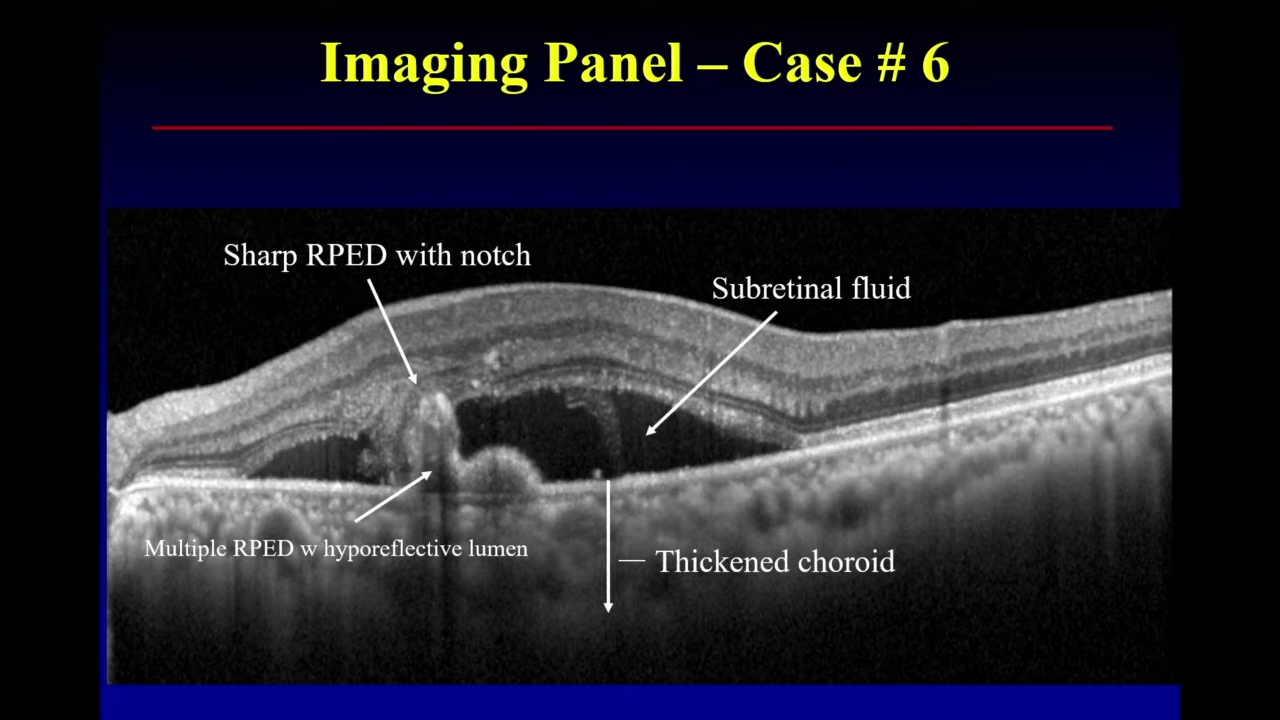 Imaging Panel – Case # 6
Sharp RPED with notch
Subretinal fluid
Multiple RPED w hyporeflective lumen
Thickened choroid